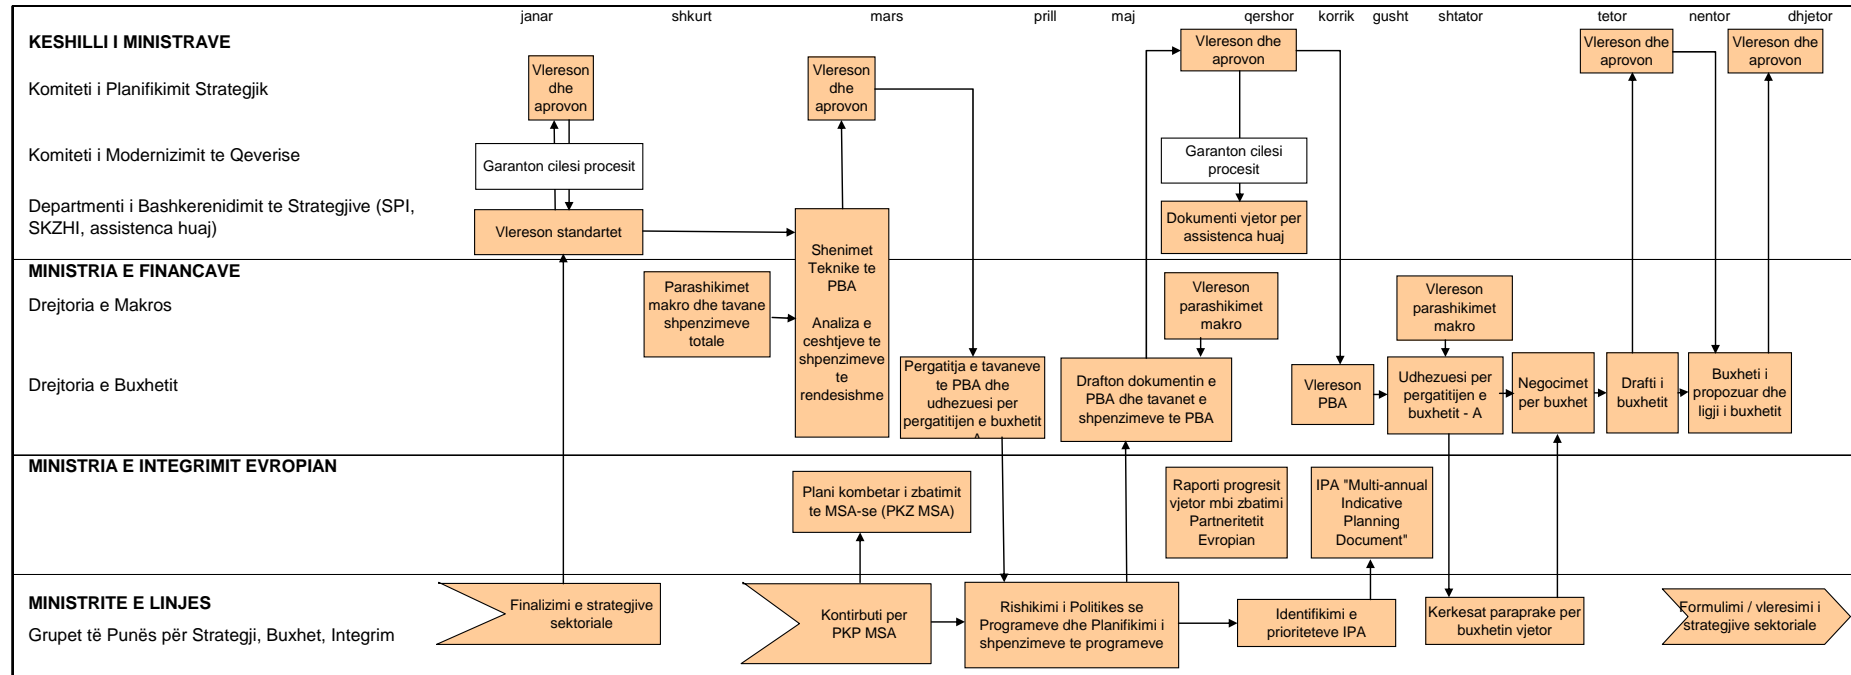 janar shkurt mars prill maj qershor korrik gusht shtator tetor nentor dhjetor
KESHILLI I MINISTRAVE
Komiteti i Planifikimit Strategjik
Vlereson
dhe
aprovon
Vlereson
dhe
aprovon
Vlereson dhe
aprovon
Vlereson dhe
aprovon
Vlereson dhe
aprovon
Komiteti i Modernizimit te Qeverise
Garanton cilesi procesit
Garanton cilesi
procesit
Departmenti i Bashkerenidimit te Strategjive (SPI,
SKZHI, assistenca huaj)
Vlereson standartet
Shenimet
Teknike te
PBA
Analiza e
ceshtjeve te
shpenzimeve
te
rendesishme
Dokumenti vjetor per
assistenca huaj
MINISTRIA E FINANCAVE
Drejtoria e Makros
Parashikimet
makro dhe tavane
shpenzimeve
totale
Vlereson
parashikimet
makro
Vlereson
parashikimet
makro
Drejtoria e Buxhetit
Pergatitja e tavaneve
te PBA dhe
udhezuesi per
pergatitjen e buxhetit
A
Drafton dokumentin e
PBA dhe tavanet e
shpenzimeve te PBA
Vlereson
PBA
Udhezuesi per
pergatitjen e
buxhetit - A
Negocimet
per buxhet
Drafti i
buxhetit
Buxheti i
propozuar dhe
ligji i buxhetit
MINISTRIA E INTEGRIMIT EVROPIAN
Plani kombetar i zbatimit
te MSA-se (PKZ MSA)
Raporti progresit
vjetor mbi zbatimi
Partneritetit
Evropian
IPA "Multi-annual
Indicative
Planning
Document"
MINISTRITE E LINJES
Grupet të Punës për Strategji, Buxhet, Integrim
Finalizimi e strategjive
sektoriale
Kontirbuti per
PKP MSA
Rishikimi i Politikes se
Programeve dhe Planifikimi i
shpenzimeve te programeve
Identifikimi e
prioriteteve IPA
Kerkesat paraprake per
buxhetin vjetor
Formulimi / vleresimi i
strategjive sektoriale